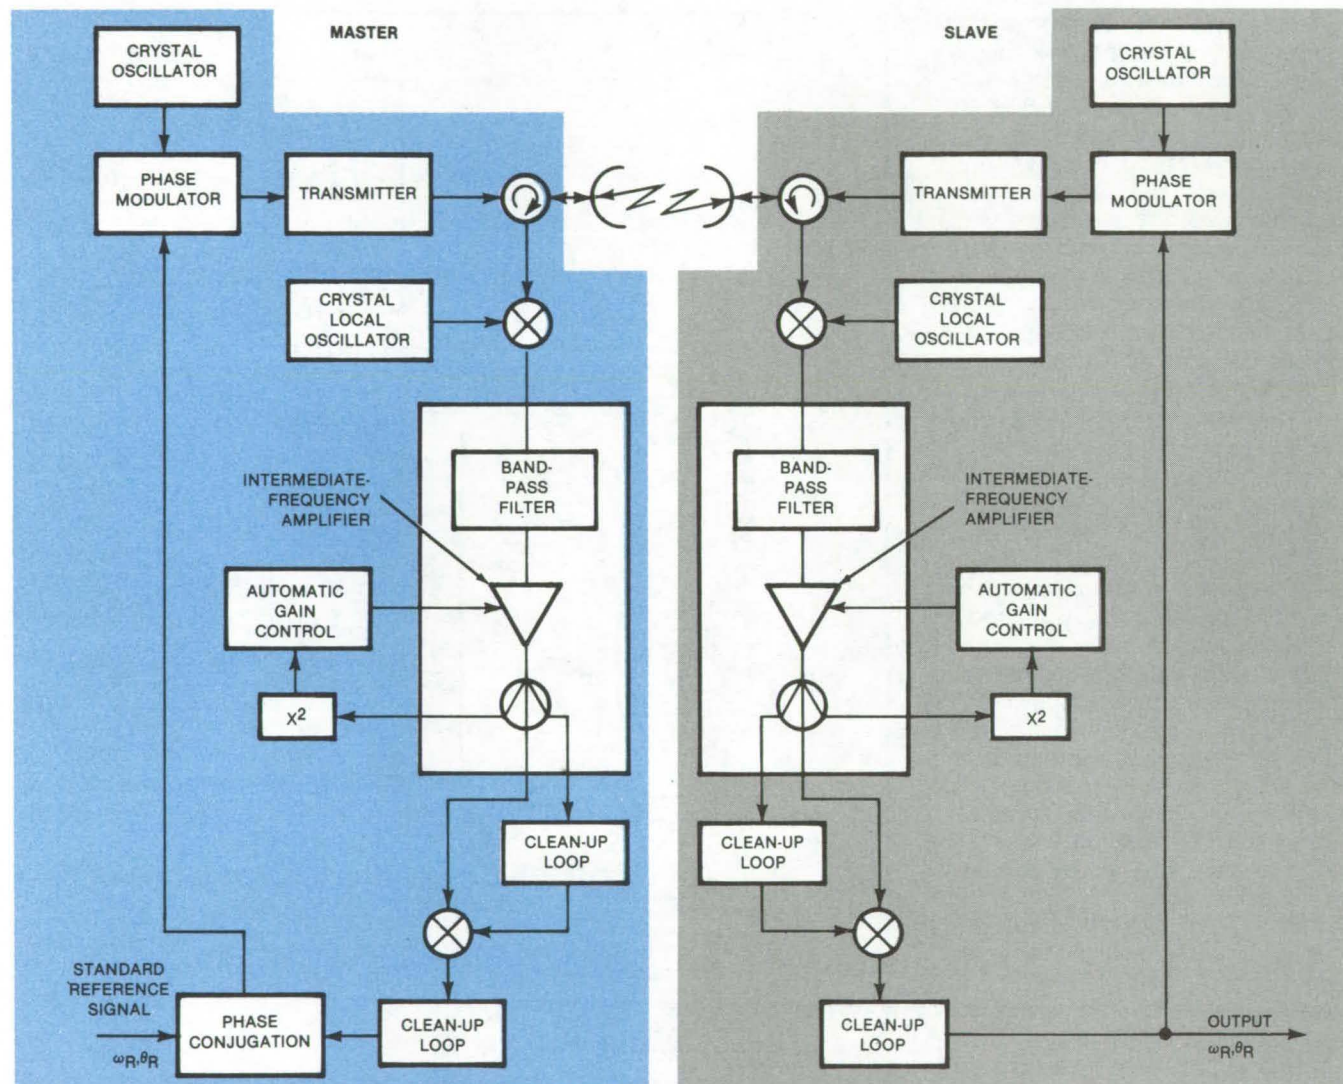 MASTER
SLAVE
CRYSTAL
OSCILLATOR
CRYSTAL
OSCILLATOR
PHASE
MODULATOR
TRANSMITTER
TRANSMITTER
PHASE
MODULATOR
CRYSTAL
LOCAL
OSCILLATOR
CRYSTAL
LOCAL
OSCILLATOR
INTERMEDIATE-
FREQUENCY
AMPLIFIER
BAND-
PASS
FILTER
BAND-
PASS
FILTER
INTERMEDIATE-
FREQUENCY
AMPLIFIER
AUTOMATIC
GAIN
CONTROL
AUTOMATIC
GAIN
CONTROL
X²
X²
CLEAN-UP
LOOP
CLEAN-UP
LOOP
STANDARD
REFERENCE
SIGNAL
ωR,θR
PHASE
CONJUGATION
CLEAN-UP
LOOP
CLEAN-UP
LOOP
OUTPUT
ωR,θR